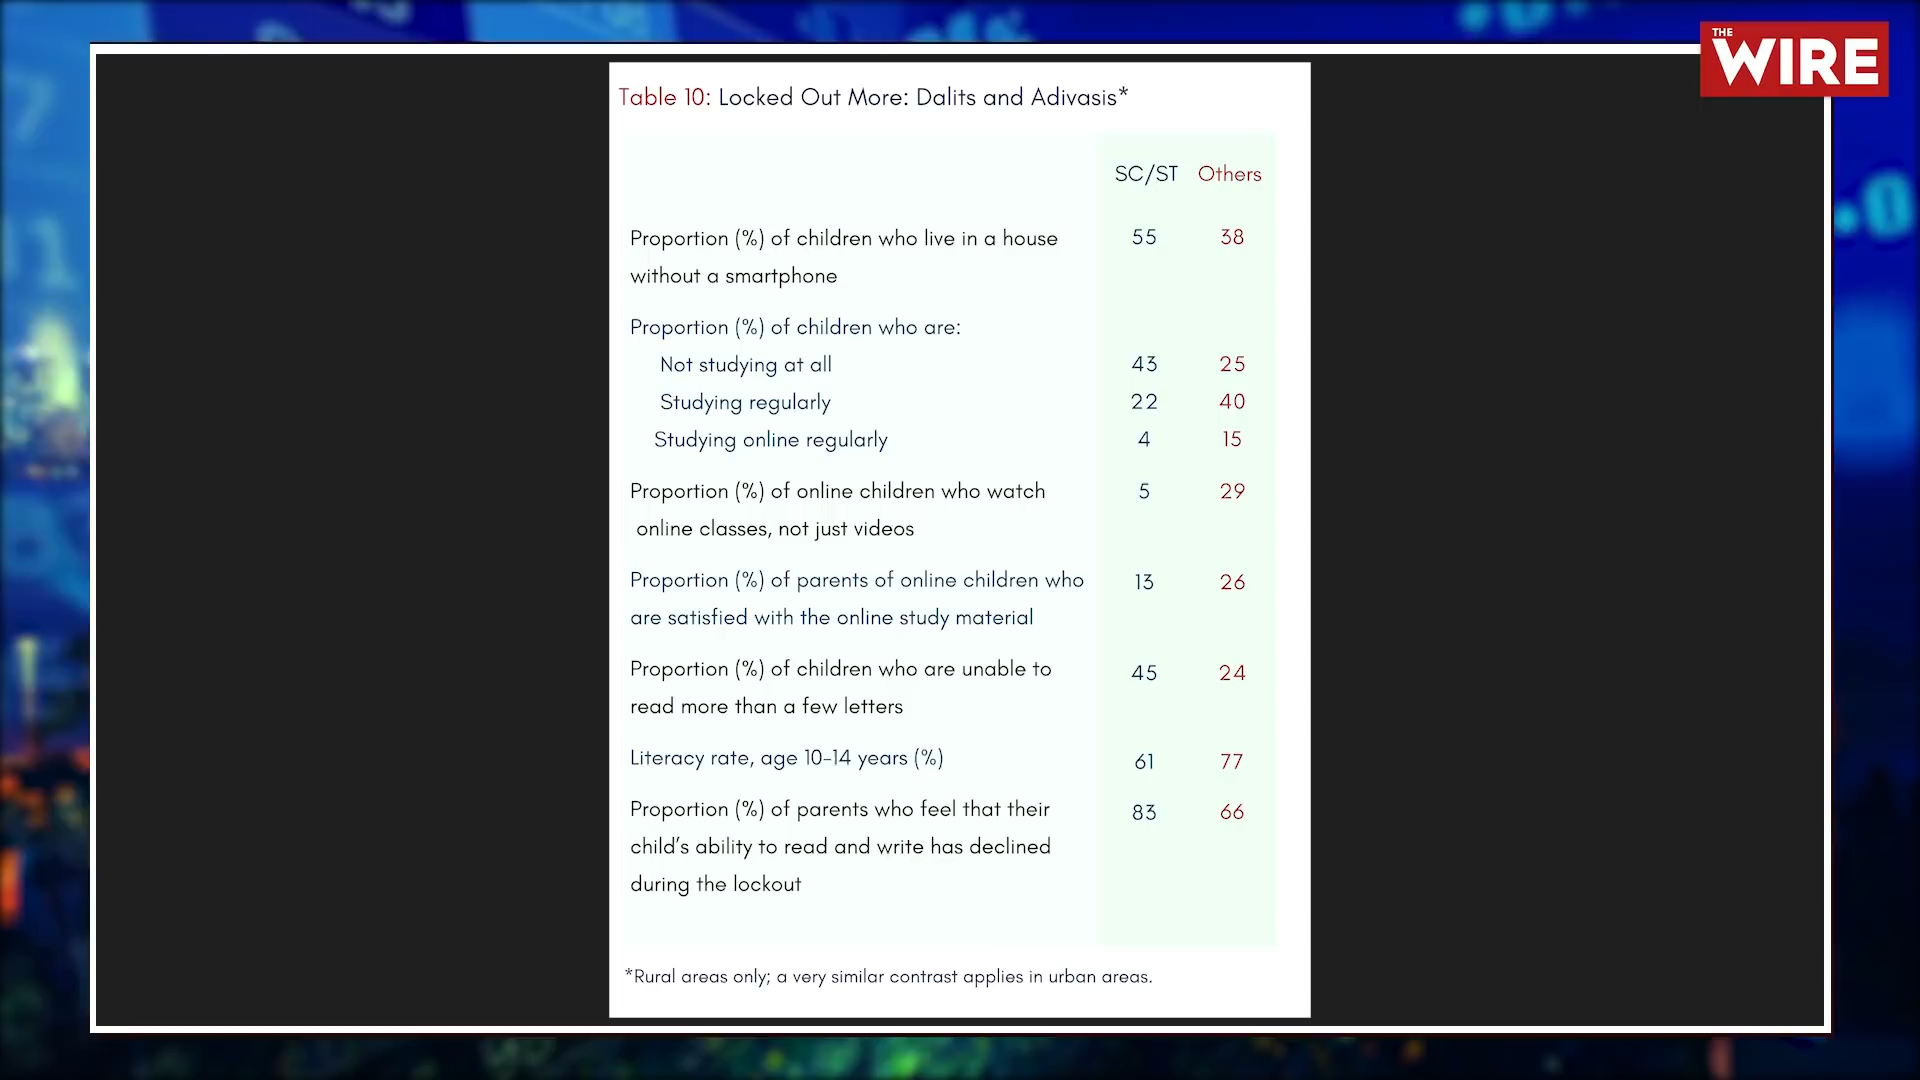 THE
WIRE
Table 10: Locked Out More: Dalits and Adivasis*
SC/ST Others
Proportion (%) of children who live in a house 55 38
without a smartphone
Proportion (%) of children who are:
Not studying at all 43 25
Studying regularly 22 40
Studying online regularly 4 15
Proportion (%) of online children who watch 5 29
online classes, not just videos
Proportion (%) of parents of online children who 13 26
are satisfied with the online study material
Proportion (%) of children who are unable to 45 24
read more than a few letters
Literacy rate, age 10-14 years (%) 61 77
Proportion (%) of parents who feel that their 83 66
child's ability to read and write has declined
during the lockout
*Rural areas only; a very similar contrast applies in urban areas.